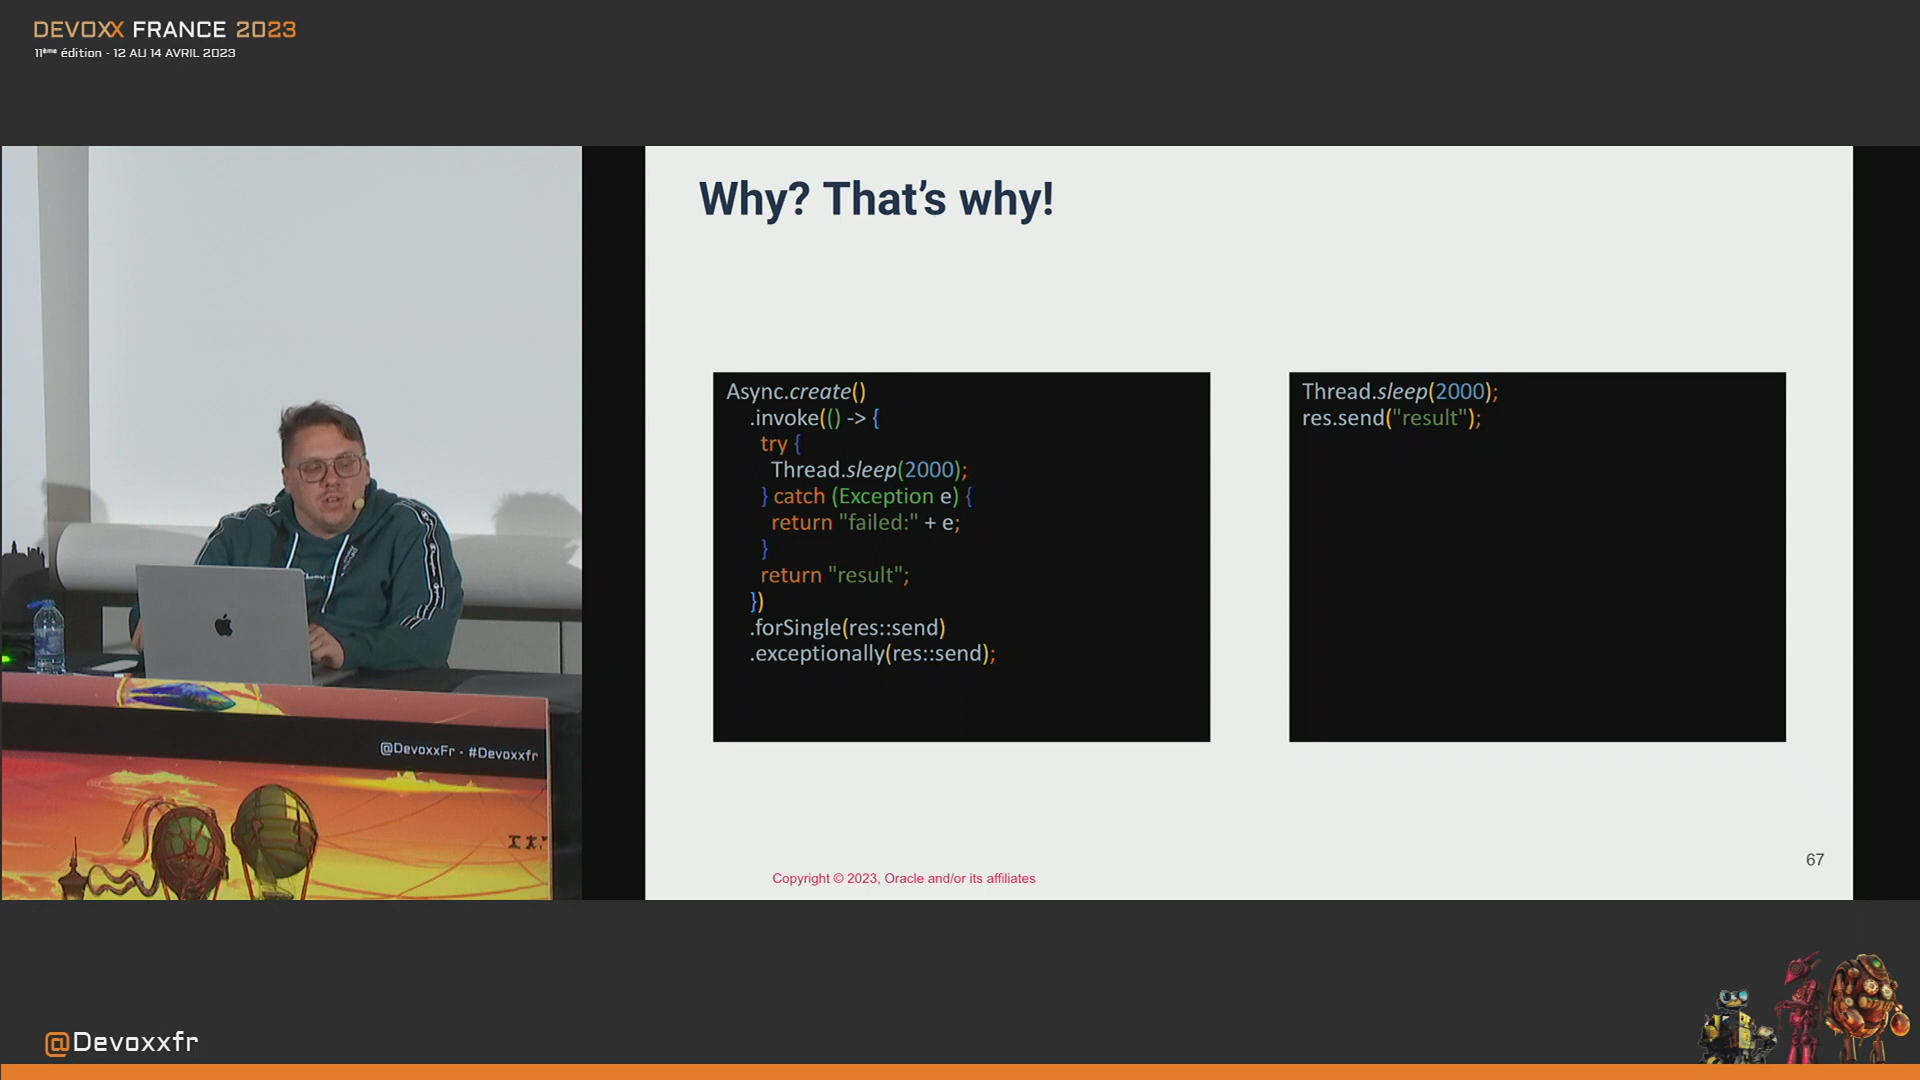 DEVOXX FRANCE 2023
11ème édition - 12 AU 14 AVRIL 2023
Why? That's why!
Async.create()
.invoke(() -> {
try {
Thread.sleep(2000);
} catch (Exception e) {
return "failed:" + e;
}
return "result";
})
.forSingle(res::send)
.exceptionally(res::send);
Thread.sleep(2000);
res.send("result");
@DevoxxFr - #Devoxxfr
67
Copyright © 2023, Oracle and/or its affiliates
@Devoxxfr